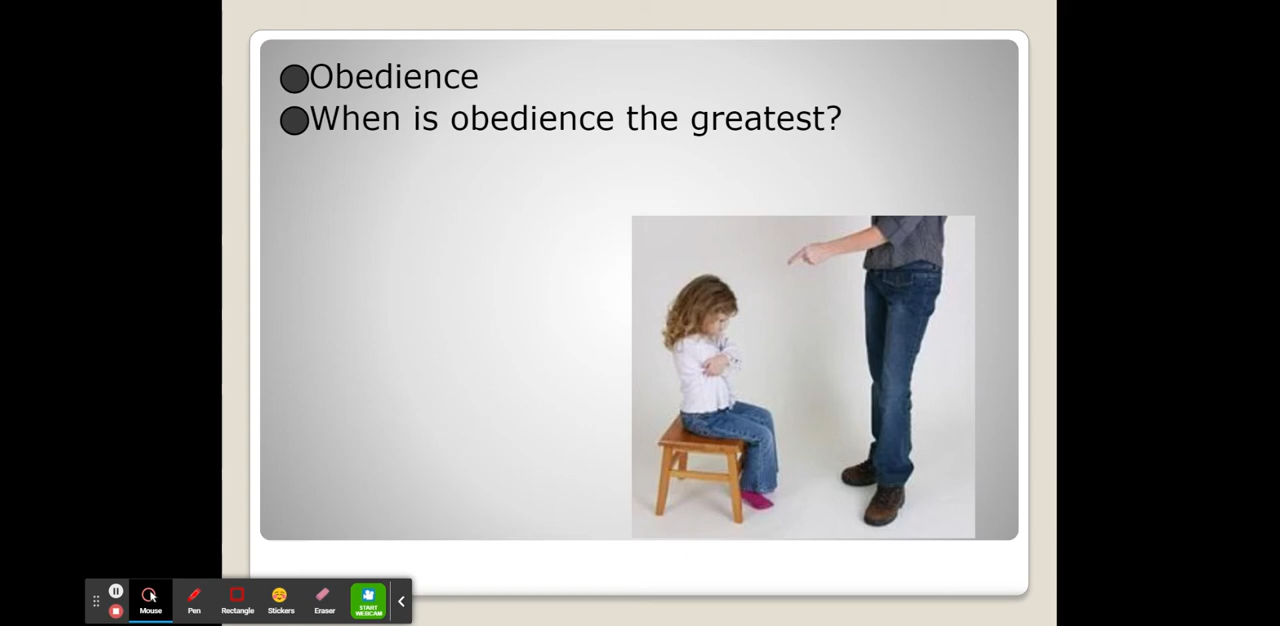 Obedience
When is obedience the greatest?
Mouse
Pen
Rectangle
Stickers
Eraser
START
WEBCAM